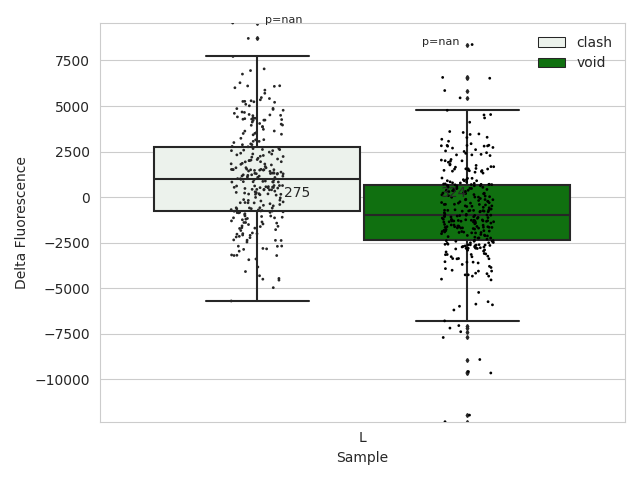 p=nan
p=nan
clash
void
7500
5000
2500
0
−2500
−5000
−7500
−10000
275
Delta Fluorescence
L
Sample